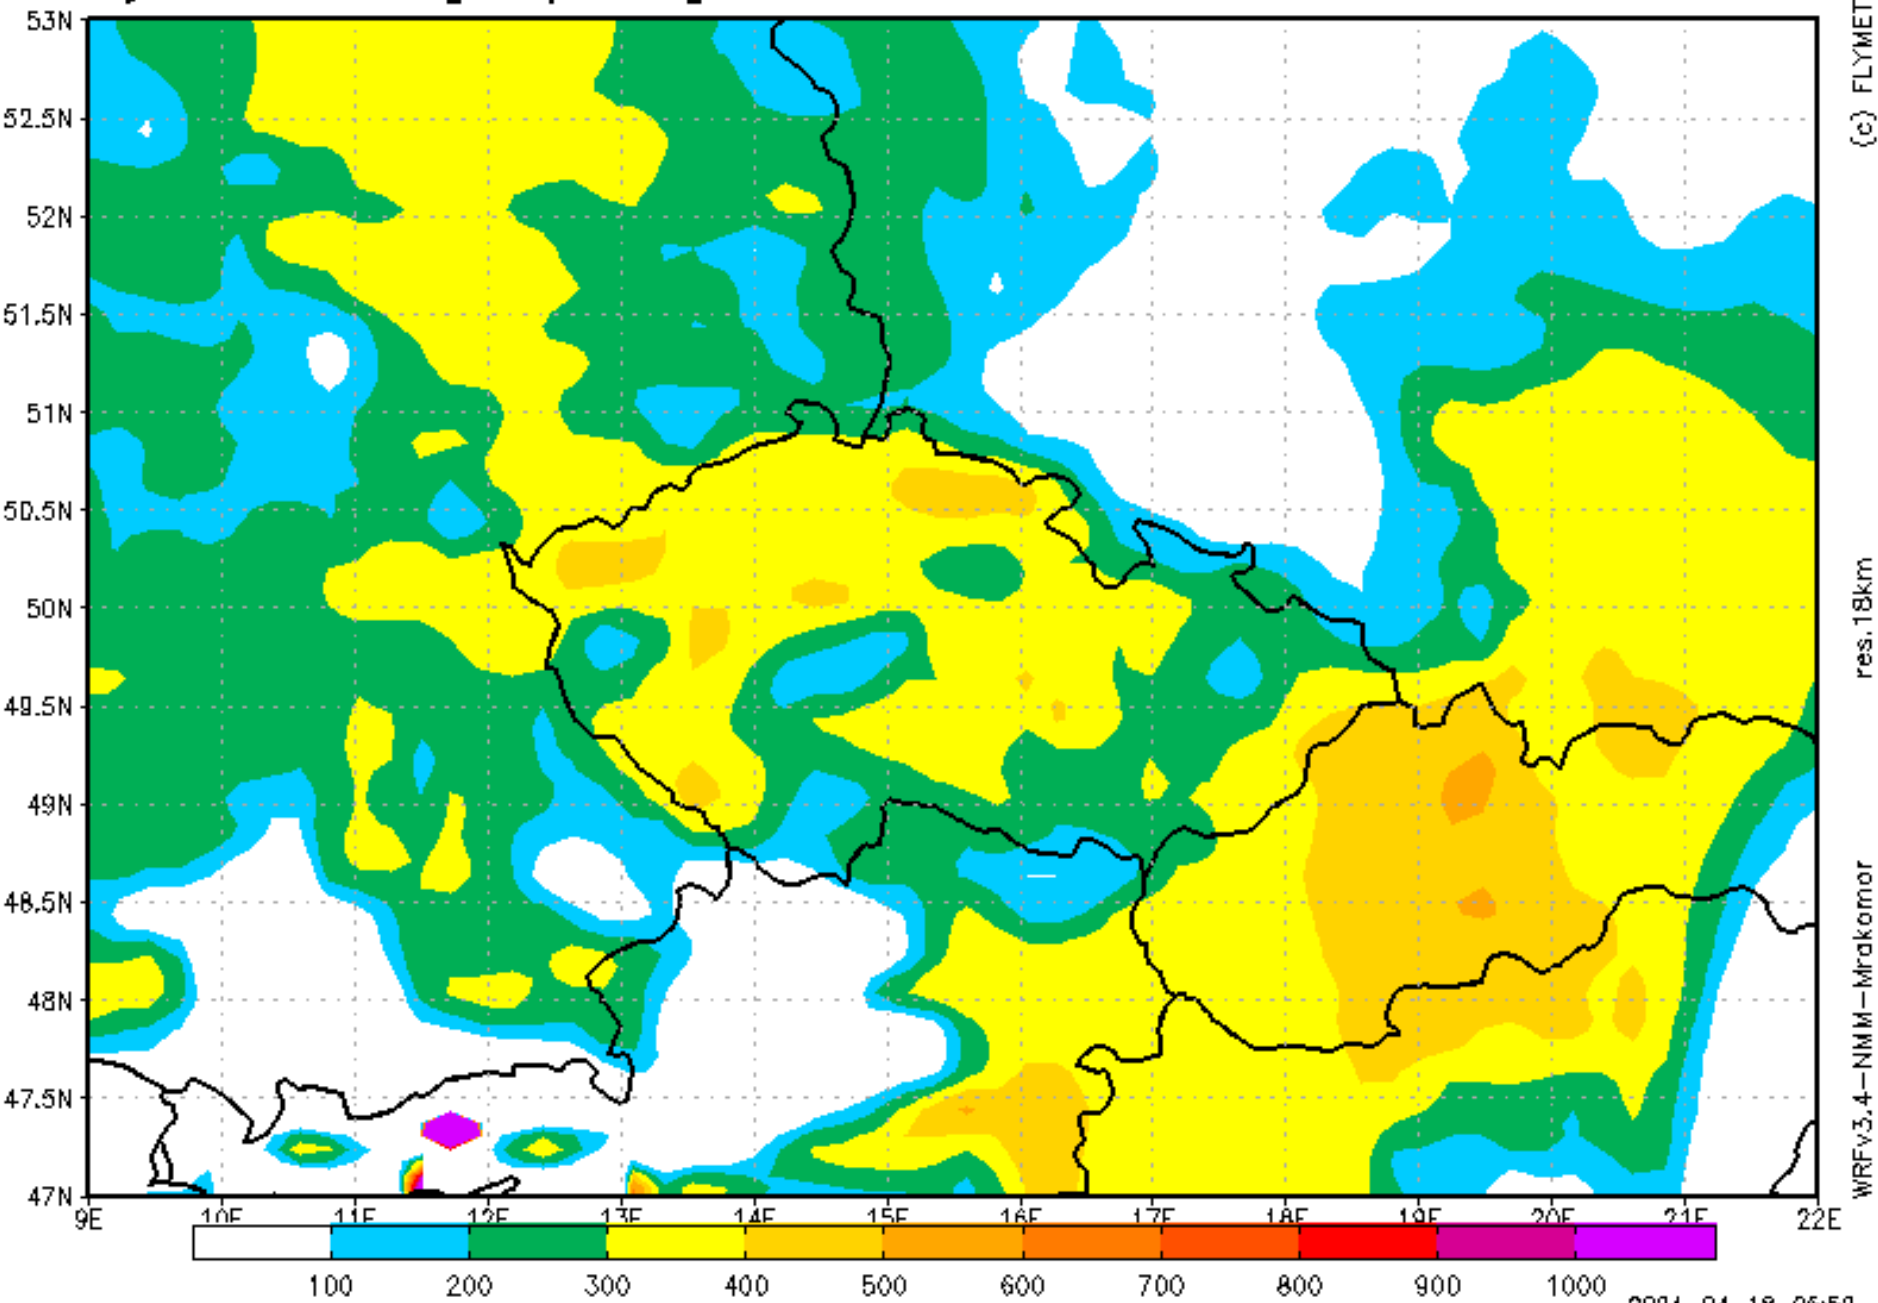 53N
52.5N
52N
51.5N
51N
50.5N
50N
49.5N
49N
48.5N
48N
47.5N
47N
9E 10E 11E 12E 13E 14E 15E 16E 17E 18E 19E 20E 21E 22E
100 200 300 400 500 600 700 800 900 1000
(c) FLYMET
res.18km
WRFv3.4-NMM-Mrakomor